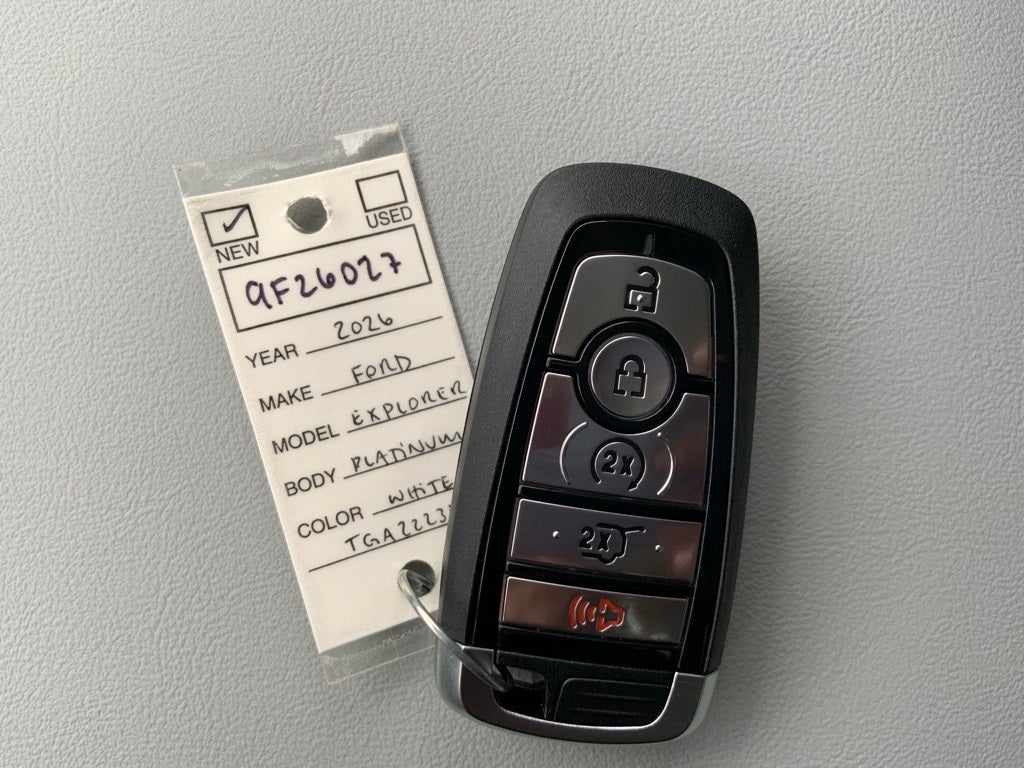 ✓ NEW
USED
9F26027
YEAR 2026
MAKE FORD
MODEL EXPLORER
BODY PLATINUM
COLOR WHITE
2x
2x